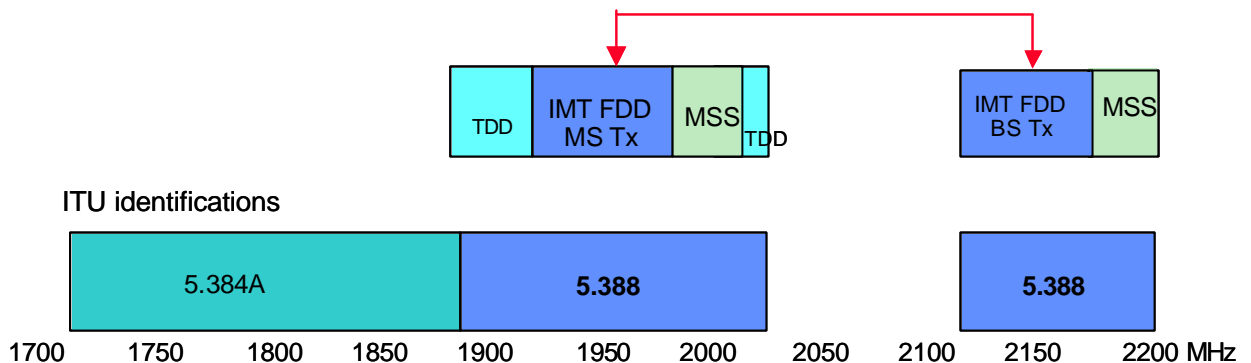 TDD
IMT FDD
MS Tx
MSS
TDD
IMT FDD
BS Tx
MSS
ITU identifications
5.384A
5.388
5.388
1700 1750 1800 1850 1900 1950 2000 2050 2100 2150 2200 MHz